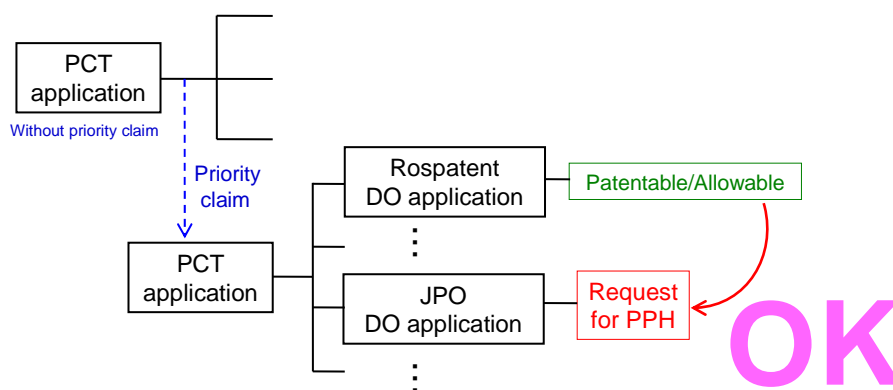 PCT
application
Without priority claim
Priority
claim
Rospatent
DO application
Patentable/Allowable
⋮
PCT
application
JPO
DO application
Request
for PPH
OK
⋮